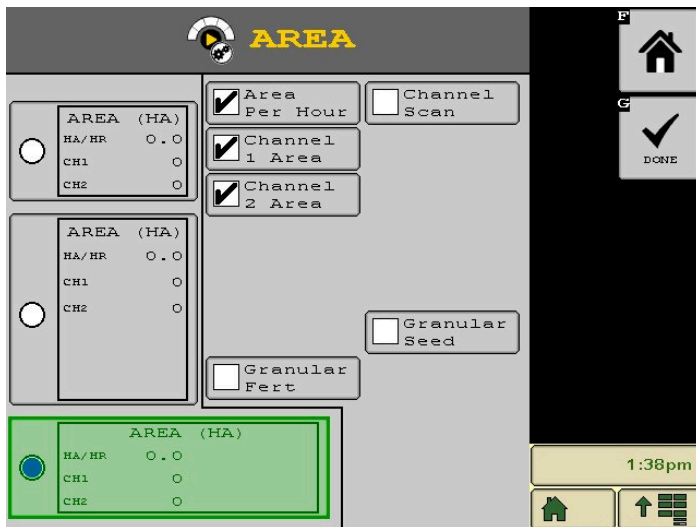 AREA
F
G
DONE
AREA (HA)
HA/HR 0.0
CH1 0
CH2 0
AREA (HA)
HA/HR 0.0
CH1 0
CH2 0
AREA (HA)
HA/HR 0.0
CH1 0
CH2 0
Area
Per Hour
Channel
Scan
Channel
1 Area
Channel
2 Area
Granular
Seed
Granular
Fert
1:38pm